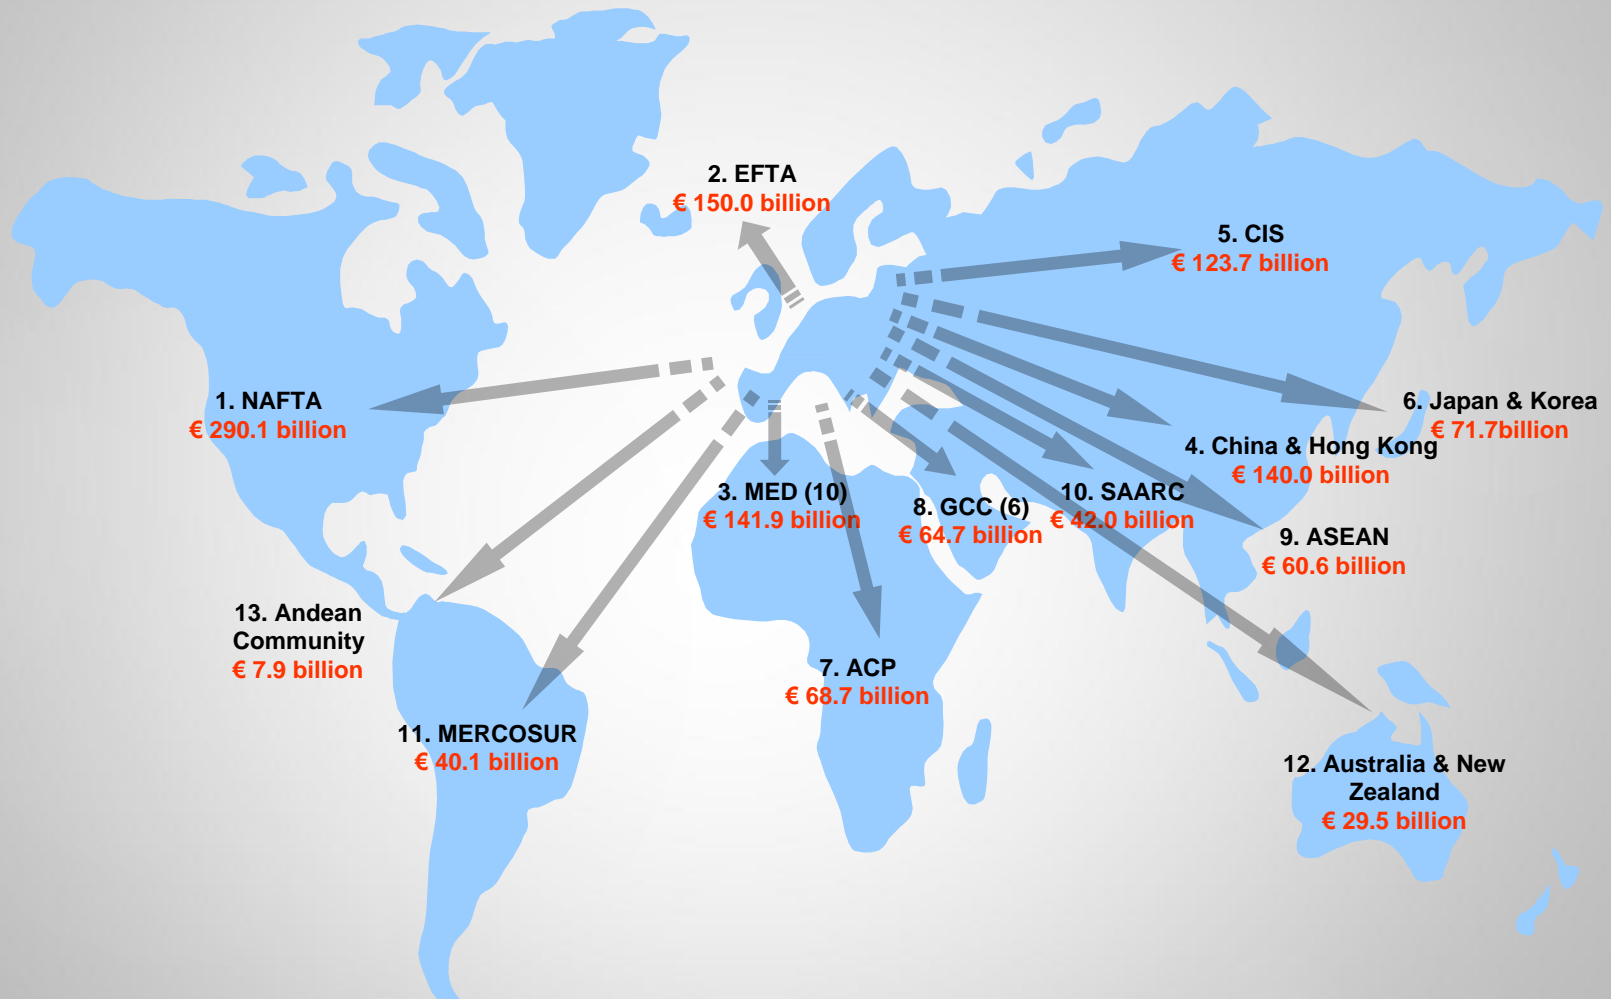 2. EFTA
€ 150.0 billion
5. CIS
€ 123.7 billion
1. NAFTA
€ 290.1 billion
6. Japan & Korea
€ 71.7billion
4. China & Hong Kong
€ 140.0 billion
3. MED (10)
€ 141.9 billion
8. GCC (6)
€ 64.7 billion
10. SAARC
€ 42.0 billion
9. ASEAN
€ 60.6 billion
13. Andean
Community
€ 7.9 billion
7. ACP
€ 68.7 billion
11. MERCOSUR
€ 40.1 billion
12. Australia & New
Zealand
€ 29.5 billion